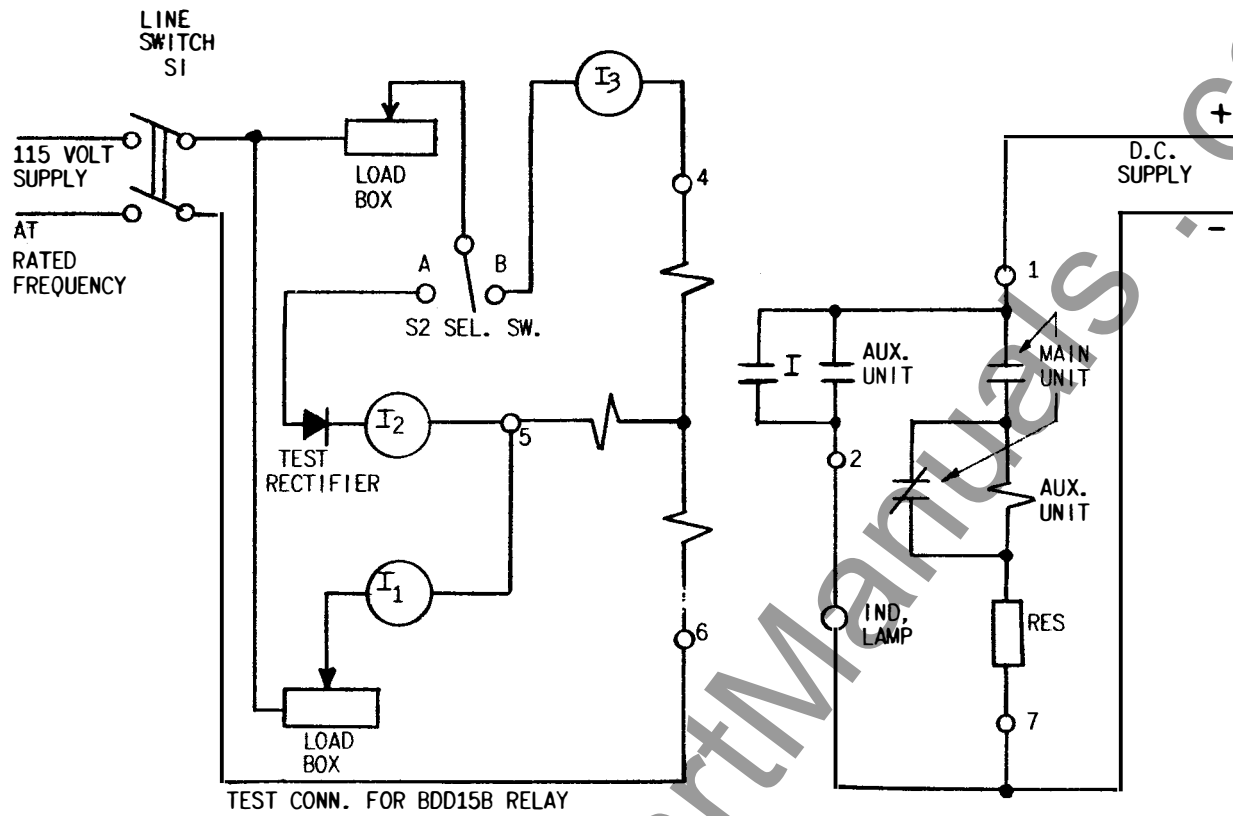 LINE
SWITCH
S1
115 VOLT
SUPPLY
AT
RATED
FREQUENCY
LOAD
BOX
I3
4
A
B
S2 SEL. SW.
I2
5
TEST
RECTIFIER
I1
6
LOAD
BOX
TEST CONN. FOR BDD15B RELAY
+
D.C.
SUPPLY
-
1
I
AUX.
UNIT
MAIN
UNIT
2
AUX.
UNIT
IND,
LAMP
RES
7